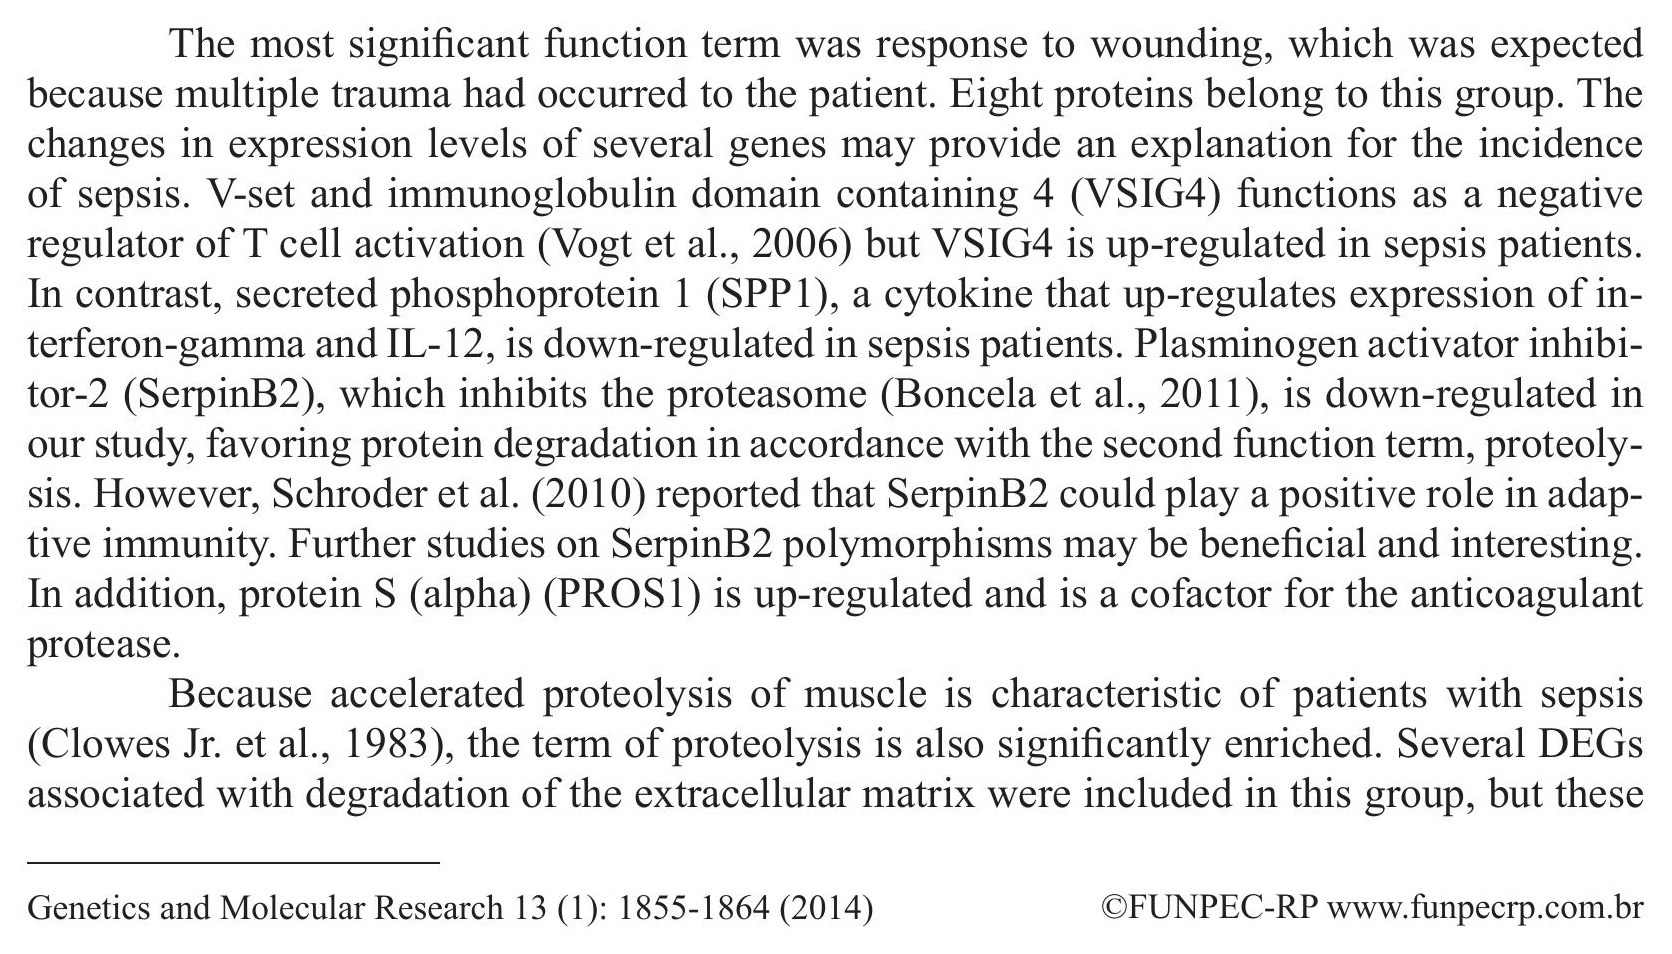 The most significant function term was response to wounding, which was expected
because multiple trauma had occurred to the patient. Eight proteins belong to this group. The
changes in expression levels of several genes may provide an explanation for the incidence
of sepsis. V-set and immunoglobulin domain containing 4 (VSIG4) functions as a negative
regulator of T cell activation (Vogt et al., 2006) but VSIG4 is up-regulated in sepsis patients.
In contrast, secreted phosphoprotein 1 (SPP1), a cytokine that up-regulates expression of in-
terferon-gamma and IL-12, is down-regulated in sepsis patients. Plasminogen activator inhibi-
tor-2 (SerpinB2), which inhibits the proteasome (Boncela et al., 2011), is down-regulated in
our study, favoring protein degradation in accordance with the second function term, proteoly-
sis. However, Schroder et al. (2010) reported that SerpinB2 could play a positive role in adap-
tive immunity. Further studies on SerpinB2 polymorphisms may be beneficial and interesting.
In addition, protein S (alpha) (PROS1) is up-regulated and is a cofactor for the anticoagulant
protease.
Because accelerated proteolysis of muscle is characteristic of patients with sepsis
(Clowes Jr. et al., 1983), the term of proteolysis is also significantly enriched. Several DEGs
associated with degradation of the extracellular matrix were included in this group, but these
Genetics and Molecular Research 13 (1): 1855-1864 (2014) ©FUNPEC-RP www.funpecrp.com.br